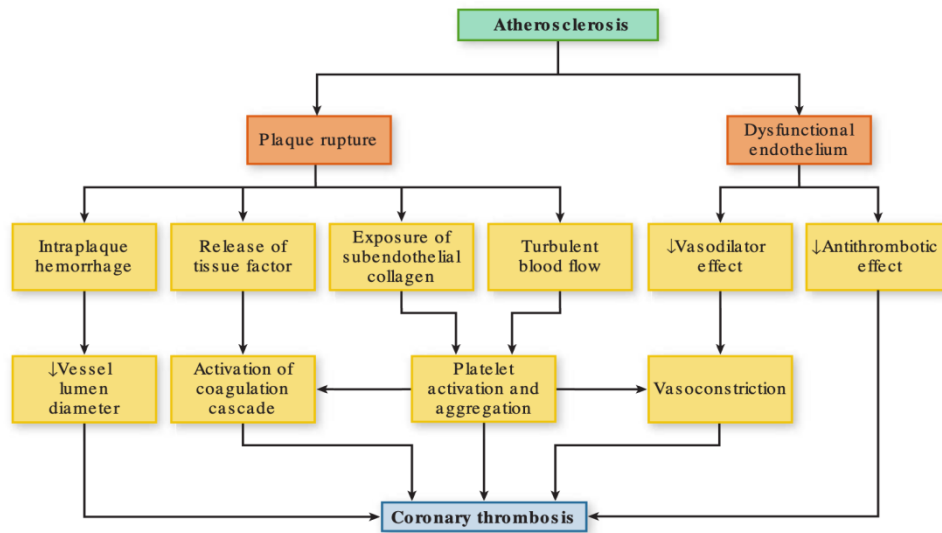 Atherosclerosis
Plaque rupture
Dysfunctional
endothelium
Intraplaque
hemorrhage
Release of
tissue factor
Exposure of
subendothelial
collagen
Turbulent
blood flow
↓Vasodilator
effect
↓Antithrombotic
effect
↓Vessel
lumen
diameter
Activation of
coagulation
cascade
Platelet
activation and
aggregation
Vasoconstriction
Coronary thrombosis